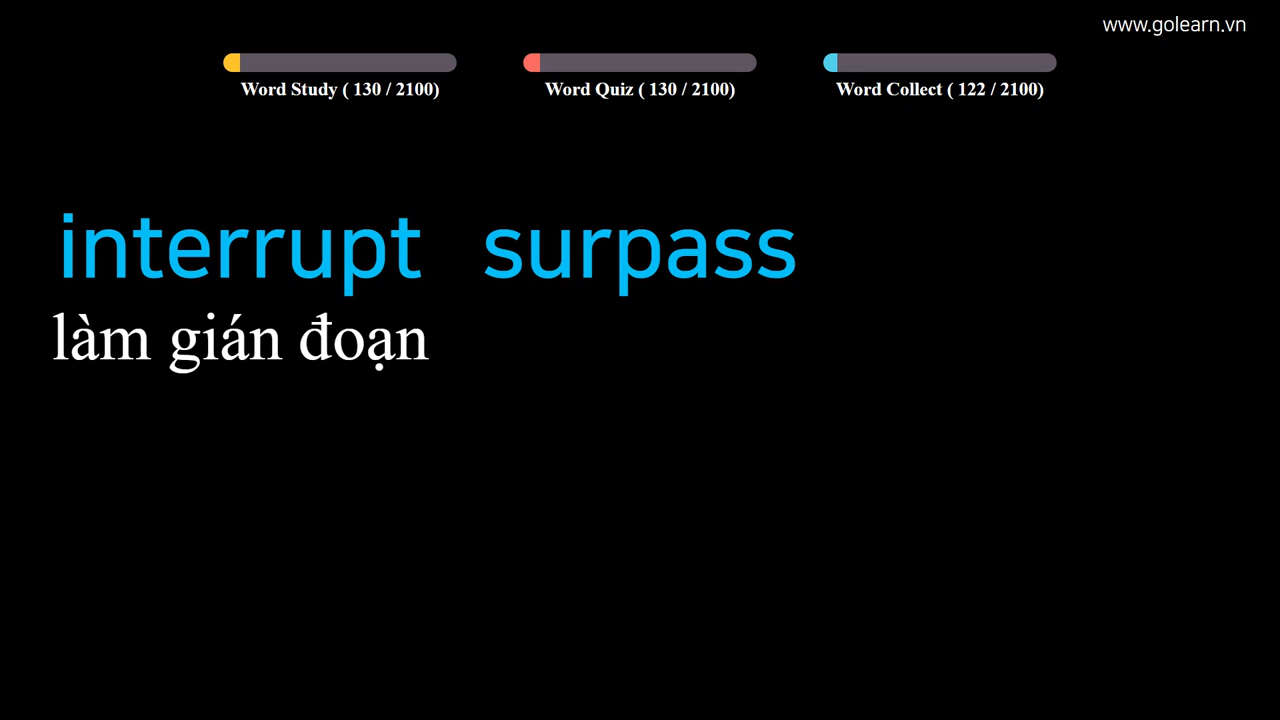 www.golearn.vn
Word Study ( 130 / 2100) Word Quiz ( 130 / 2100) Word Collect ( 122 / 2100)
interrupt surpass
làm gián đoạn